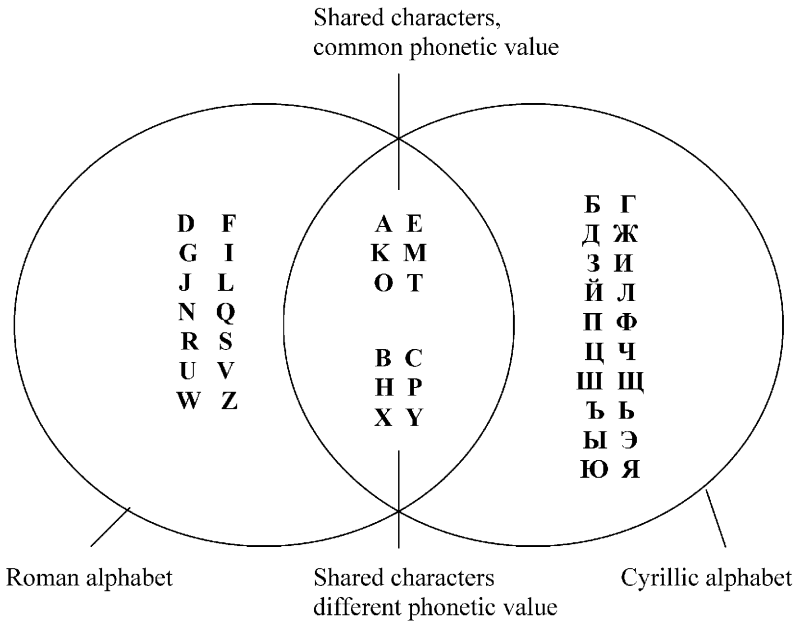 Shared characters,
common phonetic value
D F
G I
J L
N Q
R S
U V
W Z
A E
K M
O T
B C
H P
X Y
Б Г
Д Ж
З И
Й Л
П Ф
Ц Ч
Ш Щ
Ъ Ь
Ы Э
Ю Я
Roman alphabet
Shared characters
different phonetic value
Cyrillic alphabet